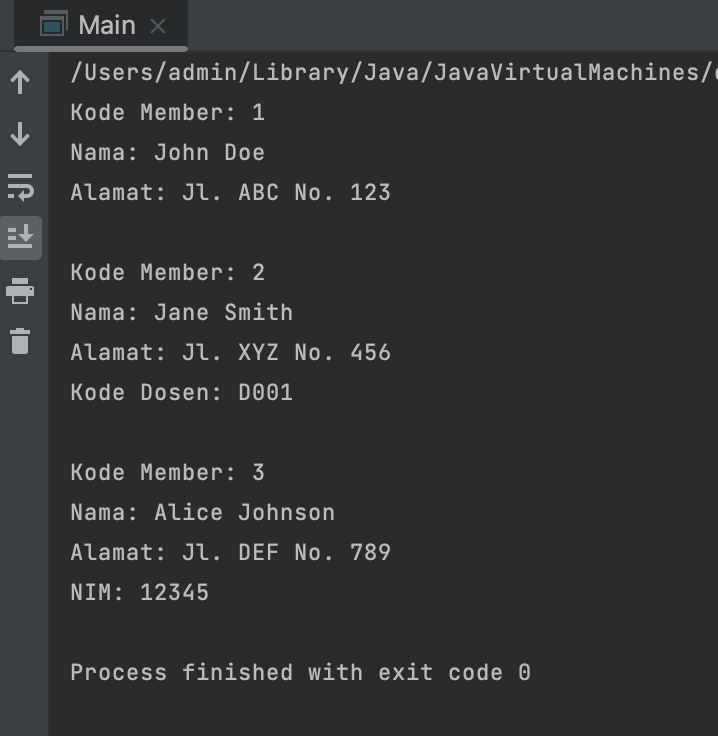 Main
/Users/admin/Library/Java/JavaVirtualMachines/
Kode Member: 1
Nama: John Doe
Alamat: Jl. ABC No. 123
Kode Member: 2
Nama: Jane Smith
Alamat: Jl. XYZ No. 456
Kode Dosen: D001
Kode Member: 3
Nama: Alice Johnson
Alamat: Jl. DEF No. 789
NIM: 12345
Process finished with exit code 0